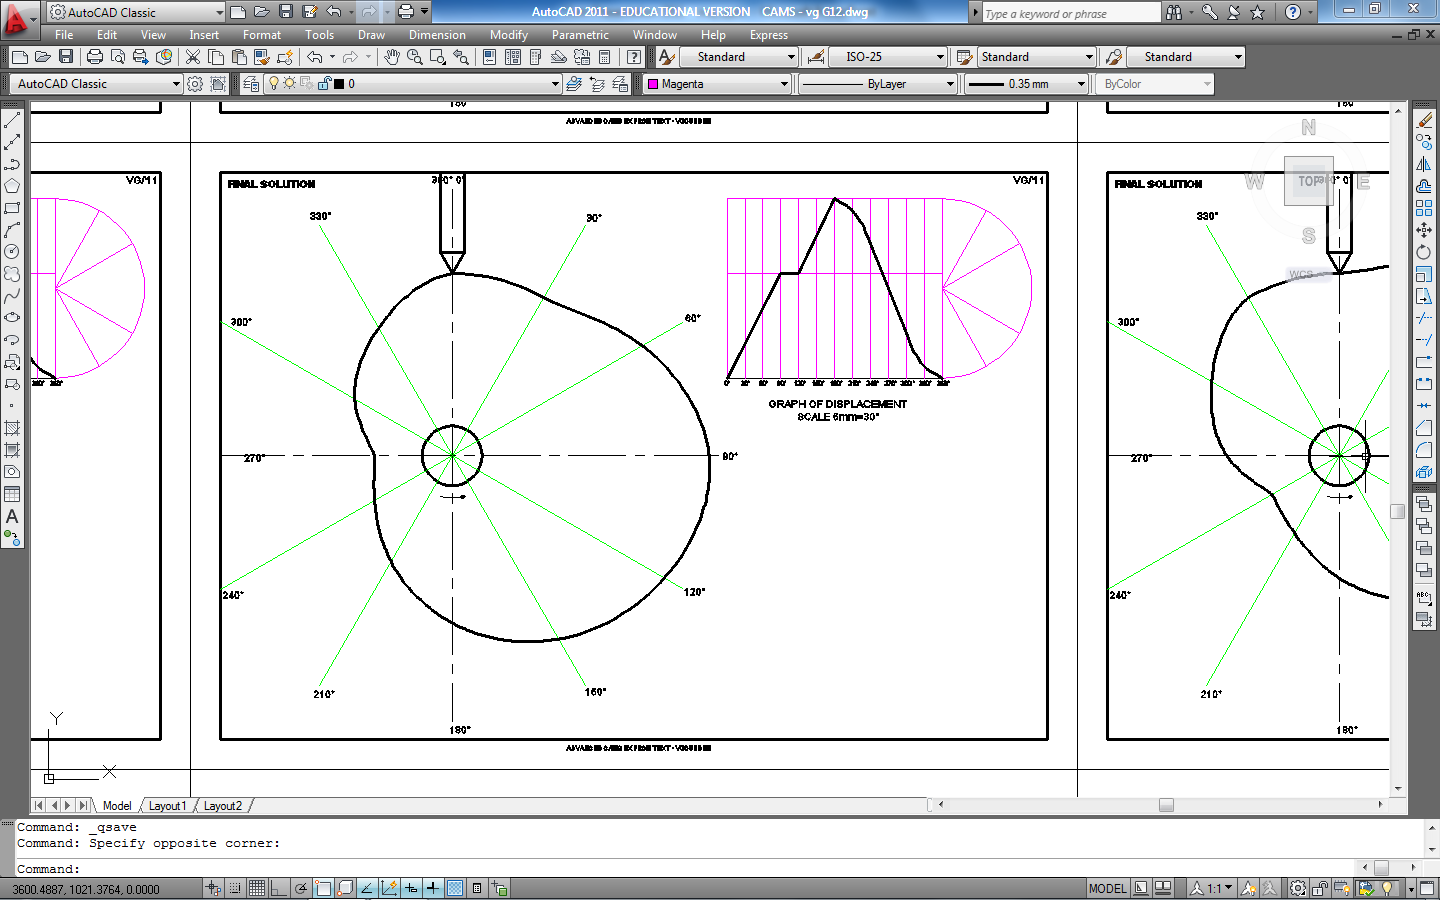 AutoCAD Classic
AutoCAD 2011 - EDUCATIONAL VERSION CAMS - vg G12.dwg
Type a keyword or phrase
File Edit View Insert Format Tools Draw Dimension Modify Parametric Window Help Express
Standard ISO-25 Standard Standard
AutoCAD Classic 0 Magenta ByLayer 0.35 mm ByColor
180°
N
W TOP E
S
WCS
VG/11
FINAL SOLUTION
360° 0°
VG/11
FINAL SOLUTION
330°
30°
330°
300°
60°
300°
GRAPH OF DISPLACEMENT
SCALE 6mm=30°
270°
90°
270°
240°
120°
240°
210°
150°
210°
180°
180°
Y
X
Model Layout1 Layout2
Command: _qsave
Command: Specify opposite corner:
Command:
3600.4887, 1021.3764, 0.0000
MODEL
1:1